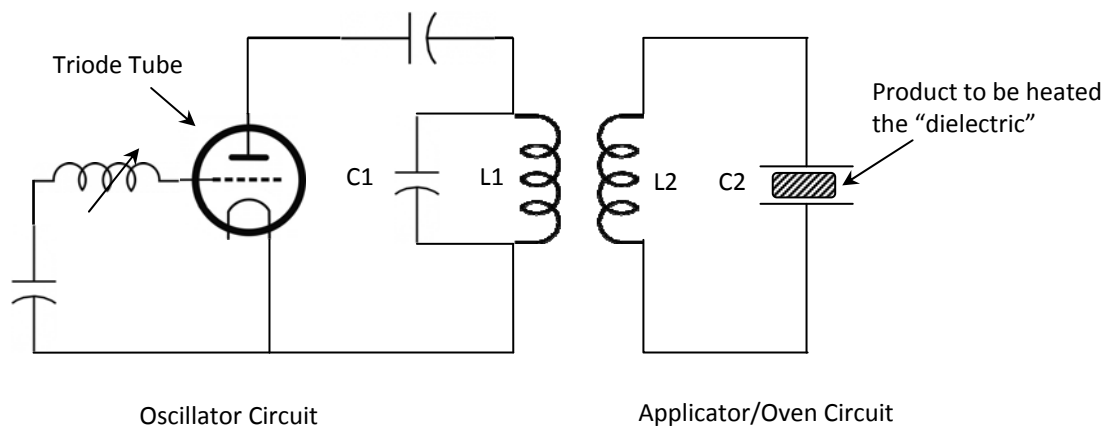 Triode Tube
Product to be heated
the “dielectric”
C1
L1
L2
C2
Oscillator Circuit
Applicator/Oven Circuit